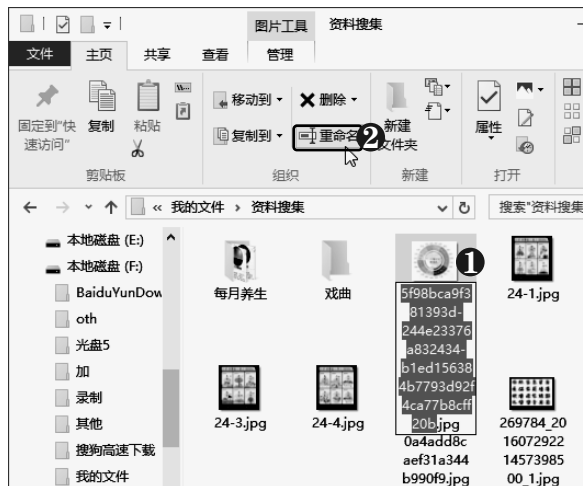 图片工具 资料搜集
文件 主页 共享 查看 管理
固定到"快速访问"
复制
粘贴
剪贴板
移动到
复制到
删除
重命名
2
组织
新建
文件夹
新建
属性
打开
« 我的文件 › 资料搜集
搜索"资料搜集
本地磁盘 (E:)
本地磁盘 (F:)
BaiduYunDow
oth
光盘5
加
录制
其他
搜狗高速下载
我的文件
每月养生
戏曲
1
5f98bca9f3
81393d-
244e23376
a832434-
b1ed15638
4b7793d92f
4ca77b8cff
20b.jpg
24-1.jpg
24-3.jpg
24-4.jpg
0a4add8c
aef31a344
b990f9.jpg
269784_20
16072922
14573985
00_1.jpg